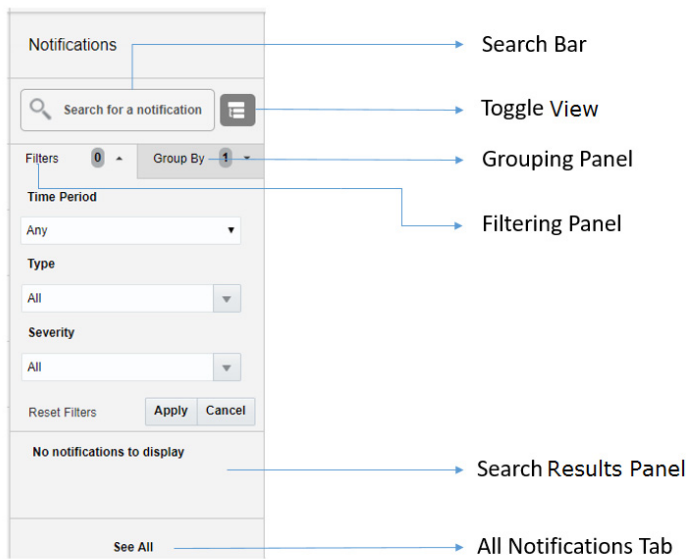 Notifications
Search Bar
Search for a notification
Toggle View
Filters 0 Group By 1
Grouping Panel
Time Period
Filtering Panel
Any
Type
All
Severity
All
Reset Filters Apply Cancel
No notifications to display
Search Results Panel
See All
All Notifications Tab